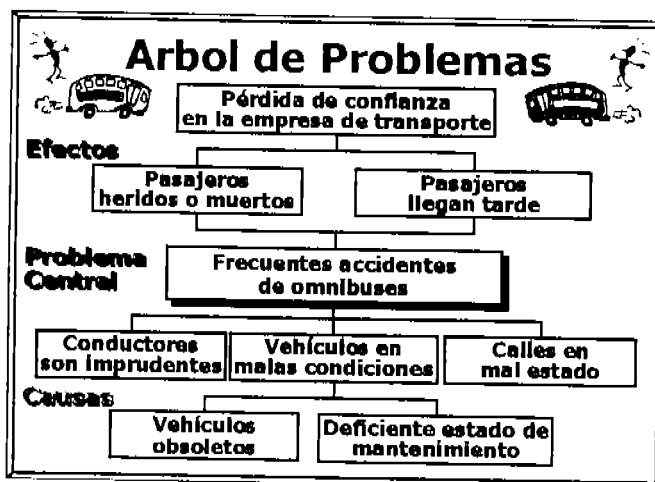 Arbol de Problemas
Pérdida de confianza
en la empresa de transporte
Efectos
Pasajeros
heridos o muertos
Pasajeros
llegan tarde
Problema
Central
Frecuentes accidentes
de omnibuses
Conductores
son imprudentes
Vehículos en
malas condiciones
Calles en
mal estado
Causas
Vehículos
obsoletos
Deficiente estado de
mantenimiento